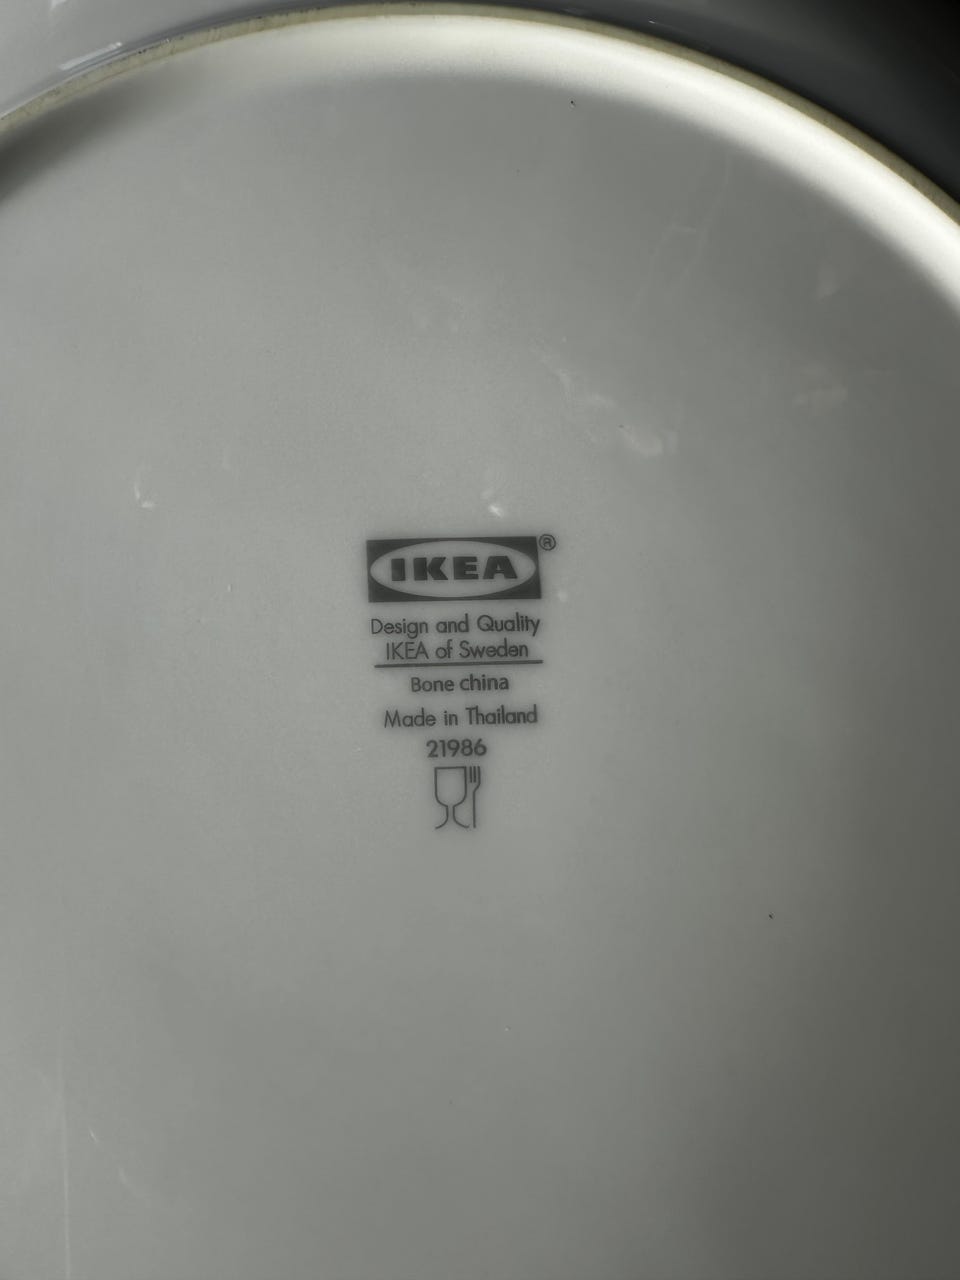 IKEA®
Design and Quality
IKEA of Sweden
Bone china
Made in Thailand
21986